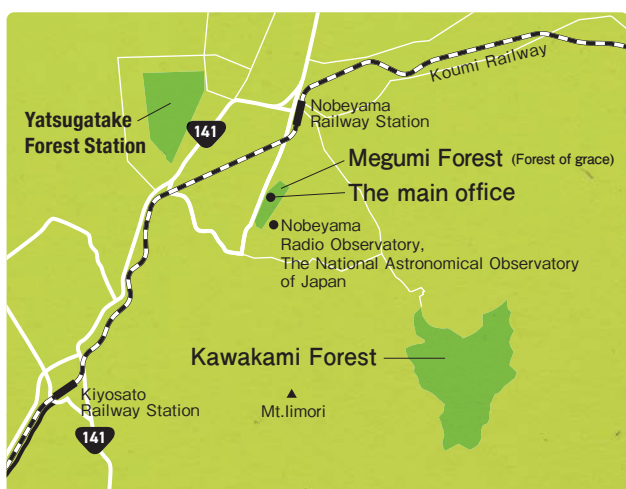 Koumi Railway
Yatsugatake
Forest Station
141
Nobeyama
Railway Station
Megumi Forest (Forest of grace)
The main office
Nobeyama
Radio Observatory,
The National Astronomical Observatory
of Japan
Kawakami Forest
Mt.Iimori
Kiyosato
Railway Station
141